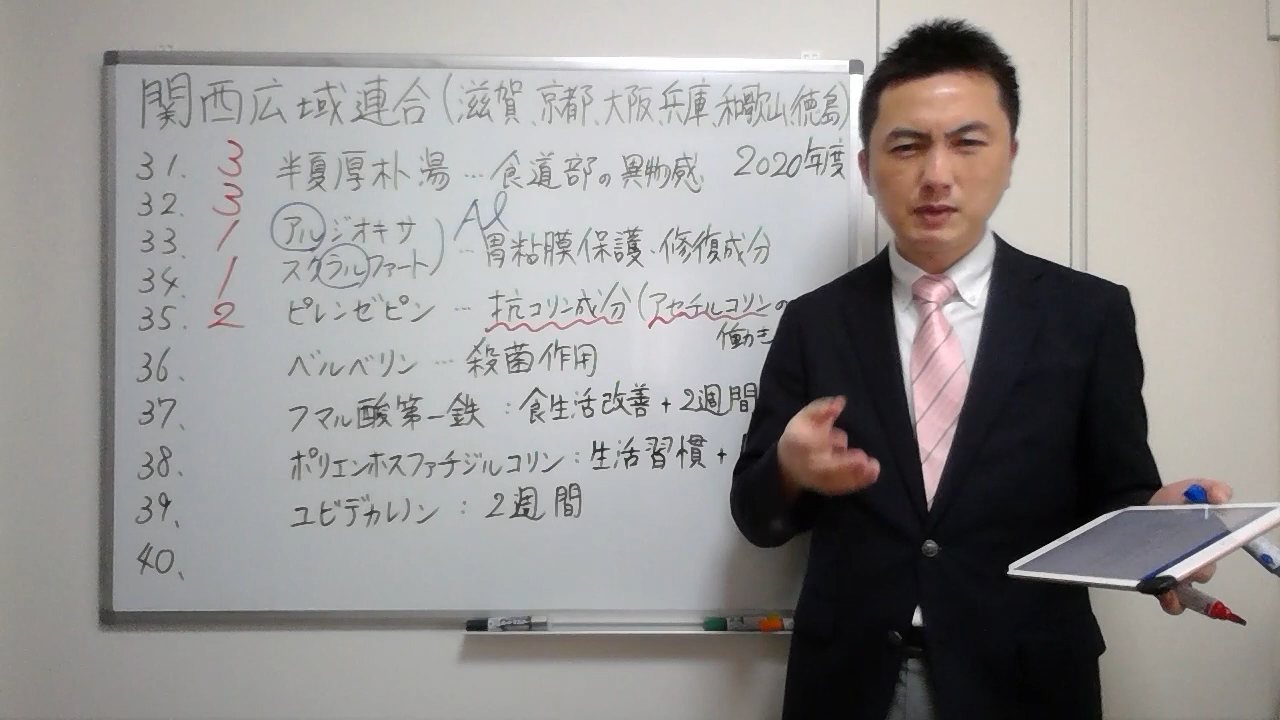 関西広域連合(滋賀、京都、大阪、兵庫、和歌山、徳島)
2020年度
31. 3 半夏厚朴湯…食道部の異物感
32. 3
アルジオキサ Al
33. 1 …胃粘膜保護・修復成分
34. 1 スクラルファート
35. 2 ピレンゼピン…抗コリン成分(アセチルコリンの
働き
36、 ベルベリン…殺菌作用
37、 フマル酸第一鉄:食生活改善+2週間
38、 ポリエンホスファチジルコリン:生活習慣+
39、 ユビデカレノン:2週間
40、